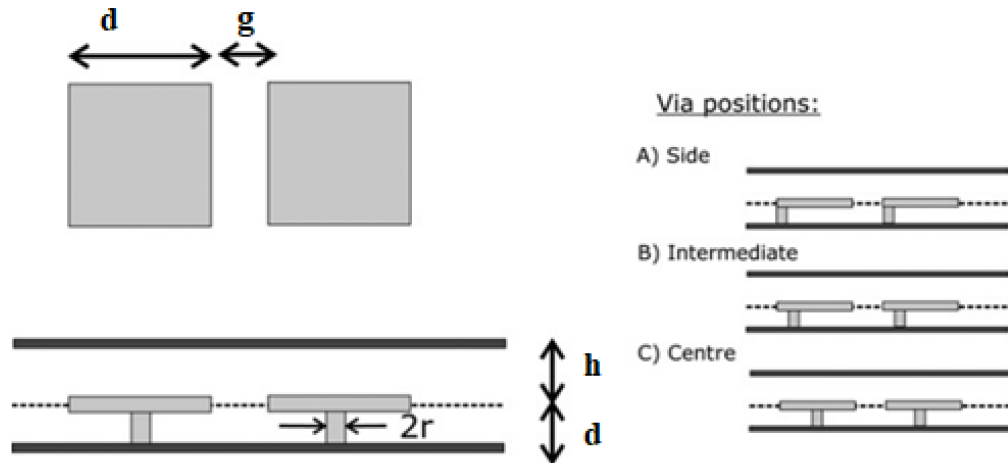 d
g
h
d
2r
Via positions:
A) Side
B) Intermediate
C) Centre